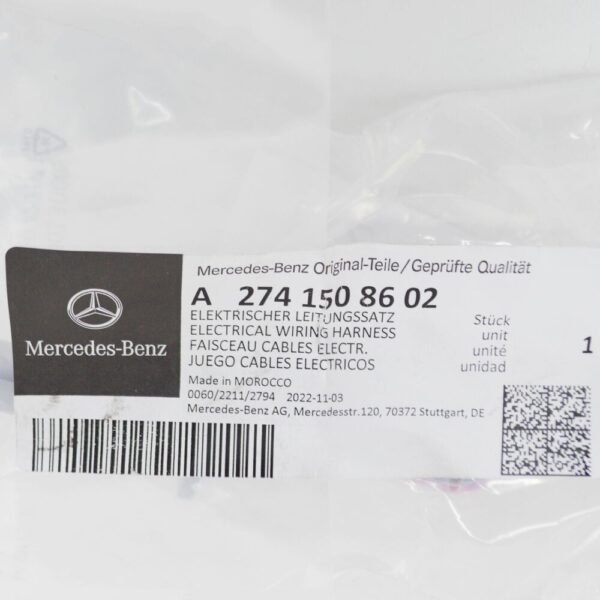 Mercedes-Benz Original-Teile/Geprüfte Qualität
A 274 150 86 02
ELEKTRISCHER LEITUNGSSATZ
ELECTRICAL WIRING HARNESS
FAISCEAU CABLES ELECTR.
JUEGO CABLES ELECTRICOS
Stück
unit
unité
unidad
1
Mercedes-Benz
Made in MOROCCO
0060/2211/2794 2022-11-03
Mercedes-Benz AG, Mercedesstr.120, 70372 Stuttgart, DE